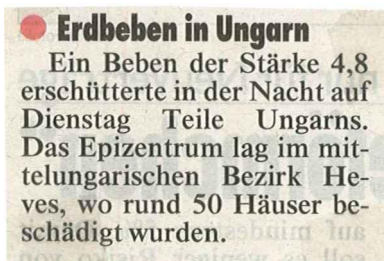 Erdbeben in Ungarn
Ein Beben der Stärke 4,8
erschütterte in der Nacht auf
Dienstag Teile Ungarns.
Das Epizentrum lag im mit-
telungarischen Bezirk He-
ves, wo rund 50 Häuser be-
schädigt wurden.